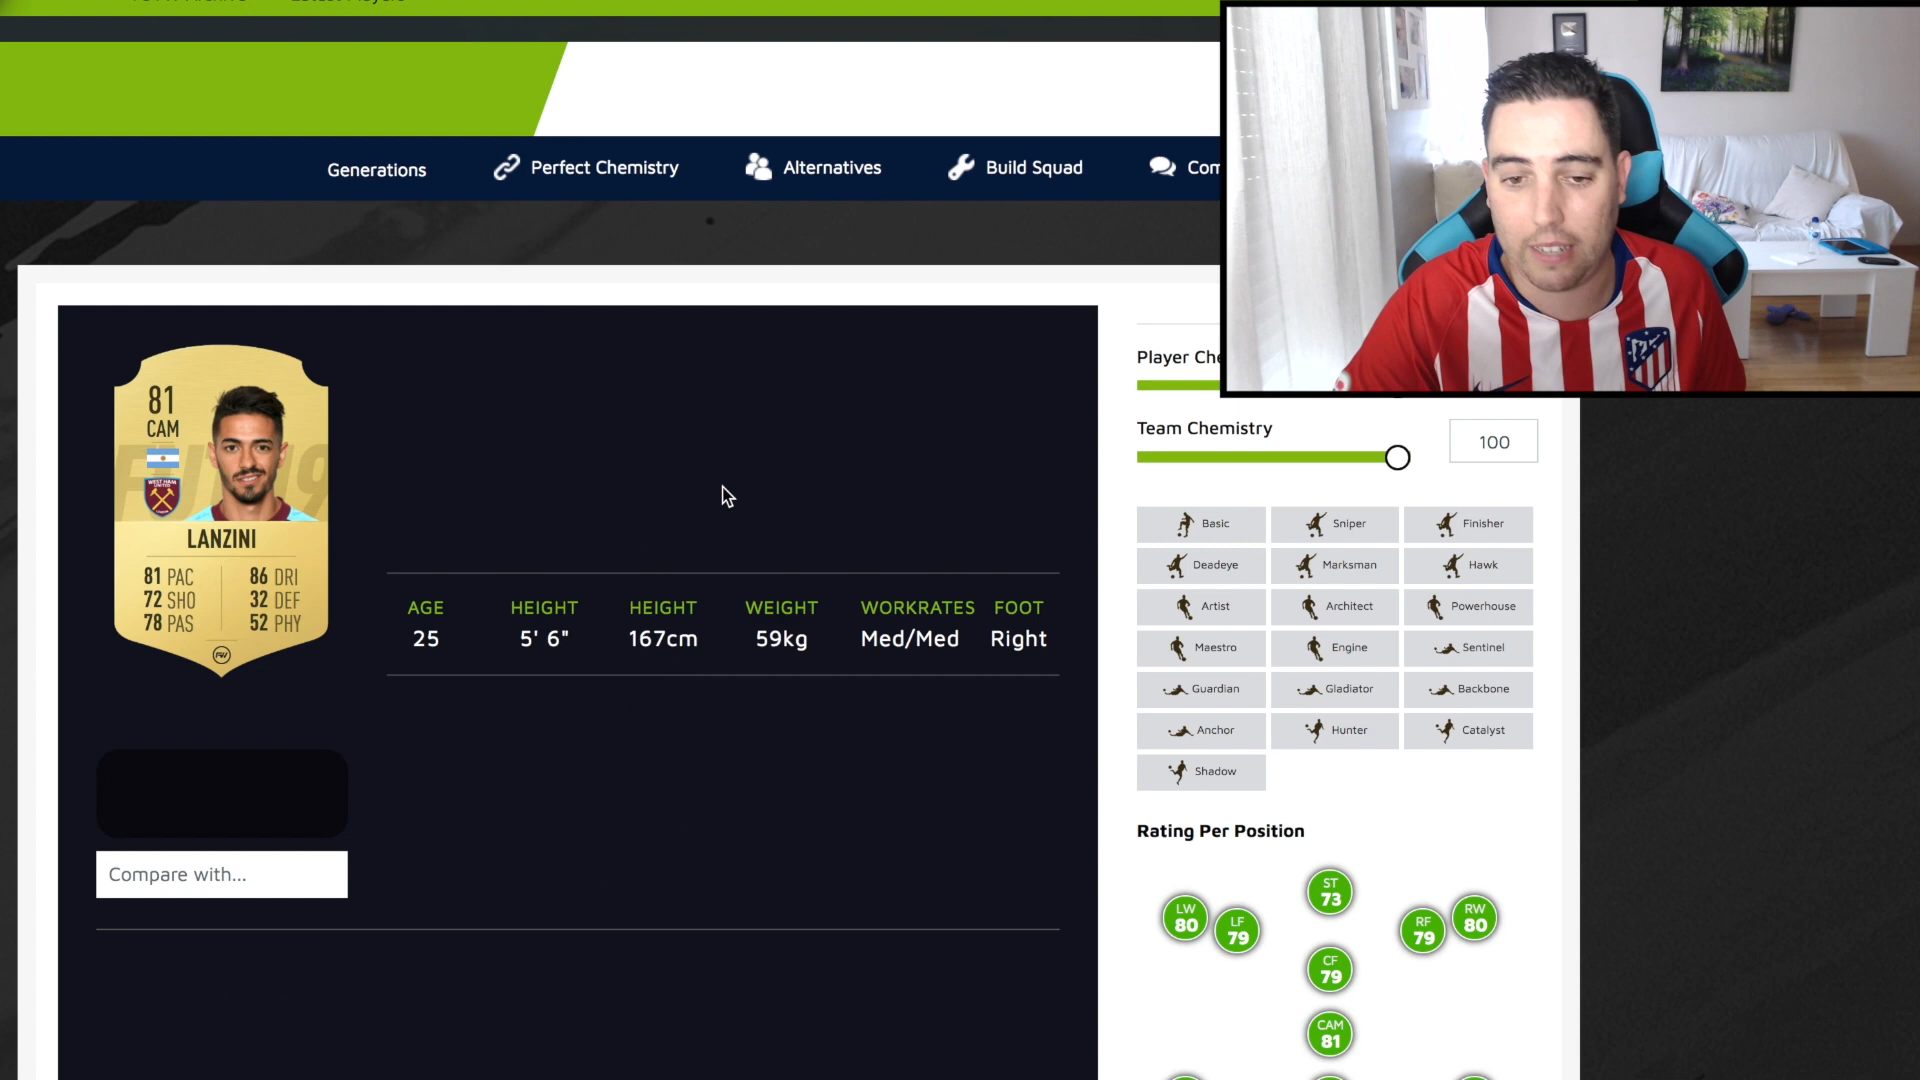 Generations
Perfect Chemistry
Alternatives
Build Squad
Com
81
CAM
LANZINI
81 PAC
86 DRI
72 SHO
32 DEF
78 PAS
52 PHY
AGE
HEIGHT
HEIGHT
WEIGHT
WORKRATES
FOOT
25
5' 6"
167cm
59kg
Med/Med
Right
Compare with...
Player Che
Team Chemistry
100
Basic
Sniper
Finisher
Deadeye
Marksman
Hawk
Artist
Architect
Powerhouse
Maestro
Engine
Sentinel
Guardian
Gladiator
Backbone
Anchor
Hunter
Catalyst
Shadow
Rating Per Position
ST
73
LW
80
LF
79
RF
79
RW
80
CF
79
CAM
81